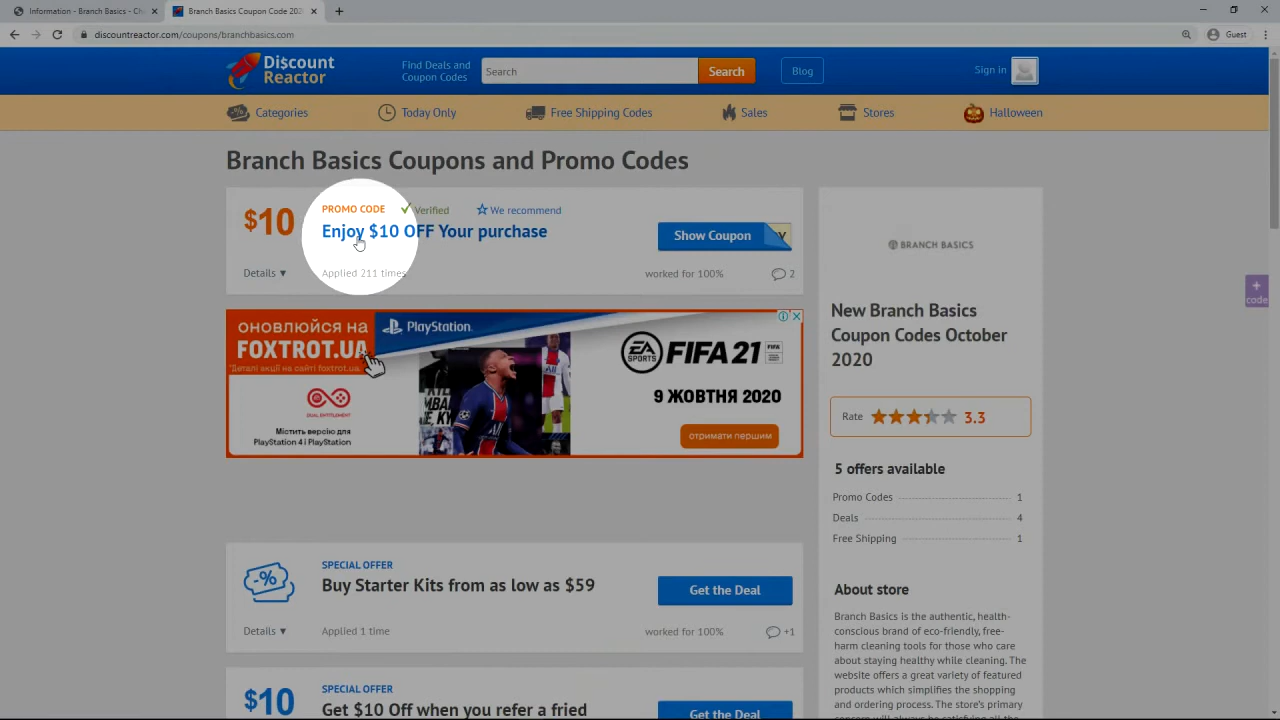 Information - Branch Basics - Ch
Branch Basics Coupon Code 202
discountreactor.com/coupons/branchbasics.com
Guest
Discount
Reactor
Find Deals and
Coupon Codes
Search
Search
Blog
Sign in
Categories
Today Only
Free Shipping Codes
Sales
Stores
Halloween
Branch Basics Coupons and Promo Codes
$10
PROMO CODE
Verified
We recommend
Enjoy $10 OFF Your purchase
Show Coupon
Y
Details ▼
Applied 211 times
worked for 100%
2
ОНОВЛЮЙСЯ НА
FOXTROT.UA
*Деталі акції на сайті foxtrot.ua
DUAL ENTITLEMENT
Містить версію для
PlayStation 4 і PlayStation
PlayStation.
EA
SPORTS
FIFA 21
FIFA
9 ЖОВТНЯ 2020
отримати першим
-%
SPECIAL OFFER
Buy Starter Kits from as low as $59
Get the Deal
Details ▼
Applied 1 time
worked for 100%
+1
$10
SPECIAL OFFER
Get $10 Off when you refer a fried
Get the Deal
BRANCH BASICS
New Branch Basics
Coupon Codes October
2020
Rate
3.3
5 offers available
Promo Codes 1
Deals 4
Free Shipping 1
About store
Branch Basics is the authentic, health-
conscious brand of eco-friendly, free-
harm cleaning tools for those who care
about staying healthy while cleaning. The
website offers a great variety of featured
products which simplifies the shopping
and ordering process. The store's primary
+
code